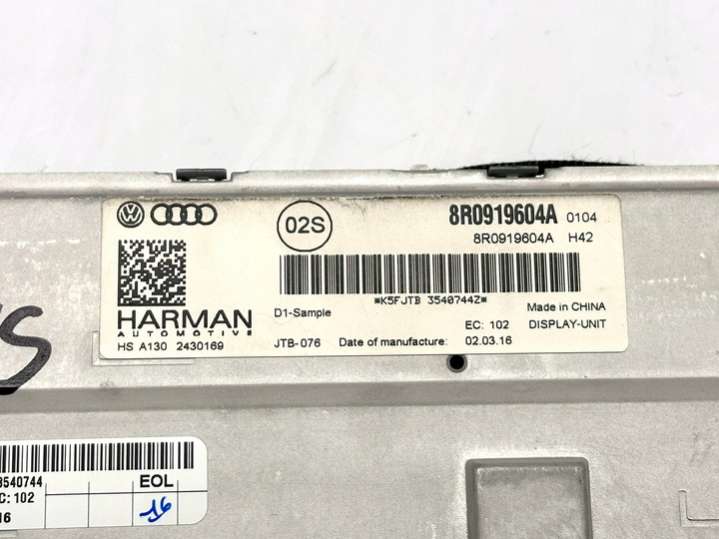 02S
8R0919604A 0104
8R0919604A H42
*K5FJTB 3540744Z*
HARMAN
AUTOMOTIVE
HS A130 2430169
D1-Sample
Made in CHINA
EC: 102 DISPLAY-UNIT
JTB-076 Date of manufacture: 02.03.16
3540744 EOL
C: 102
16 16